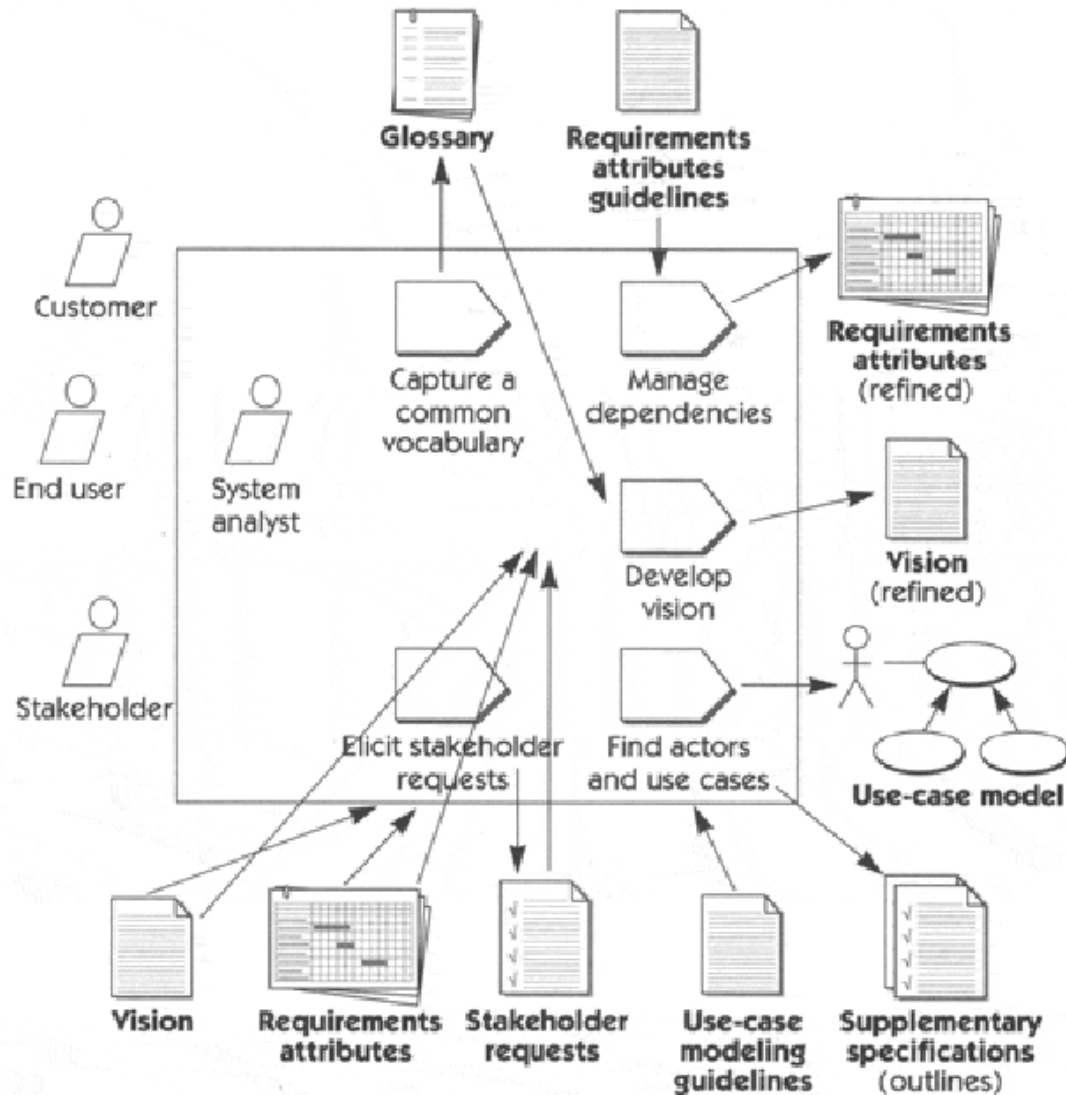 Glossary
Requirements
attributes
guidelines
Customer
Requirements
attributes
(refined)
Capture a
common
vocabulary
Manage
dependencies
End user
System
analyst
Vision
(refined)
Develop
vision
Stakeholder
Elicit stakeholder
requests
Find actors
and use cases
Use-case model
Vision
Requirements
attributes
Stakeholder
requests
Use-case
modeling
guidelines
Supplementary
specifications
(outlines)